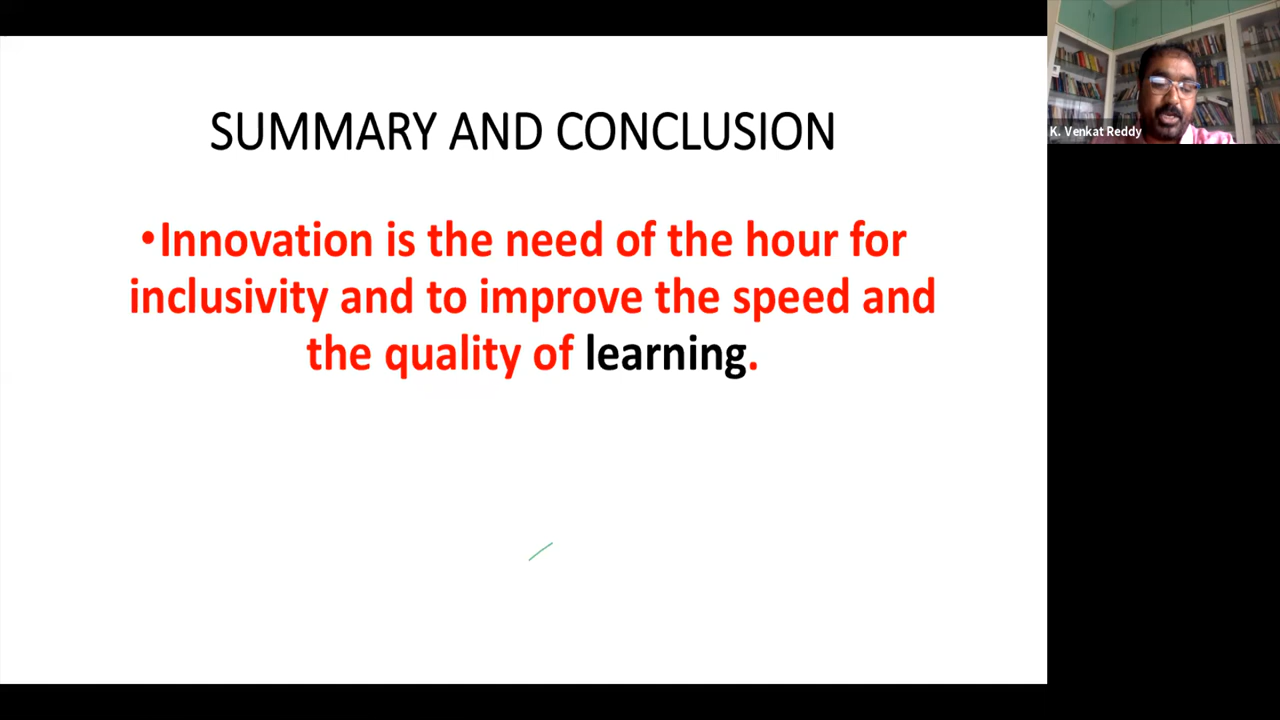 SUMMARY AND CONCLUSION
•Innovation is the need of the hour for
inclusivity and to improve the speed and
the quality of learning.
K. Venkat Reddy